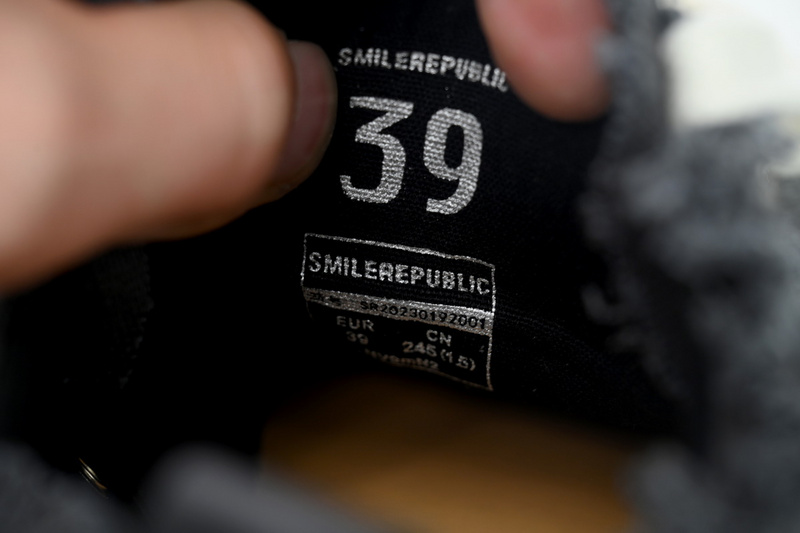 SMILEREPUBLIC
39
SMILEREPUBLIC
SR20230192001
EUR CN
39 245(1.5)